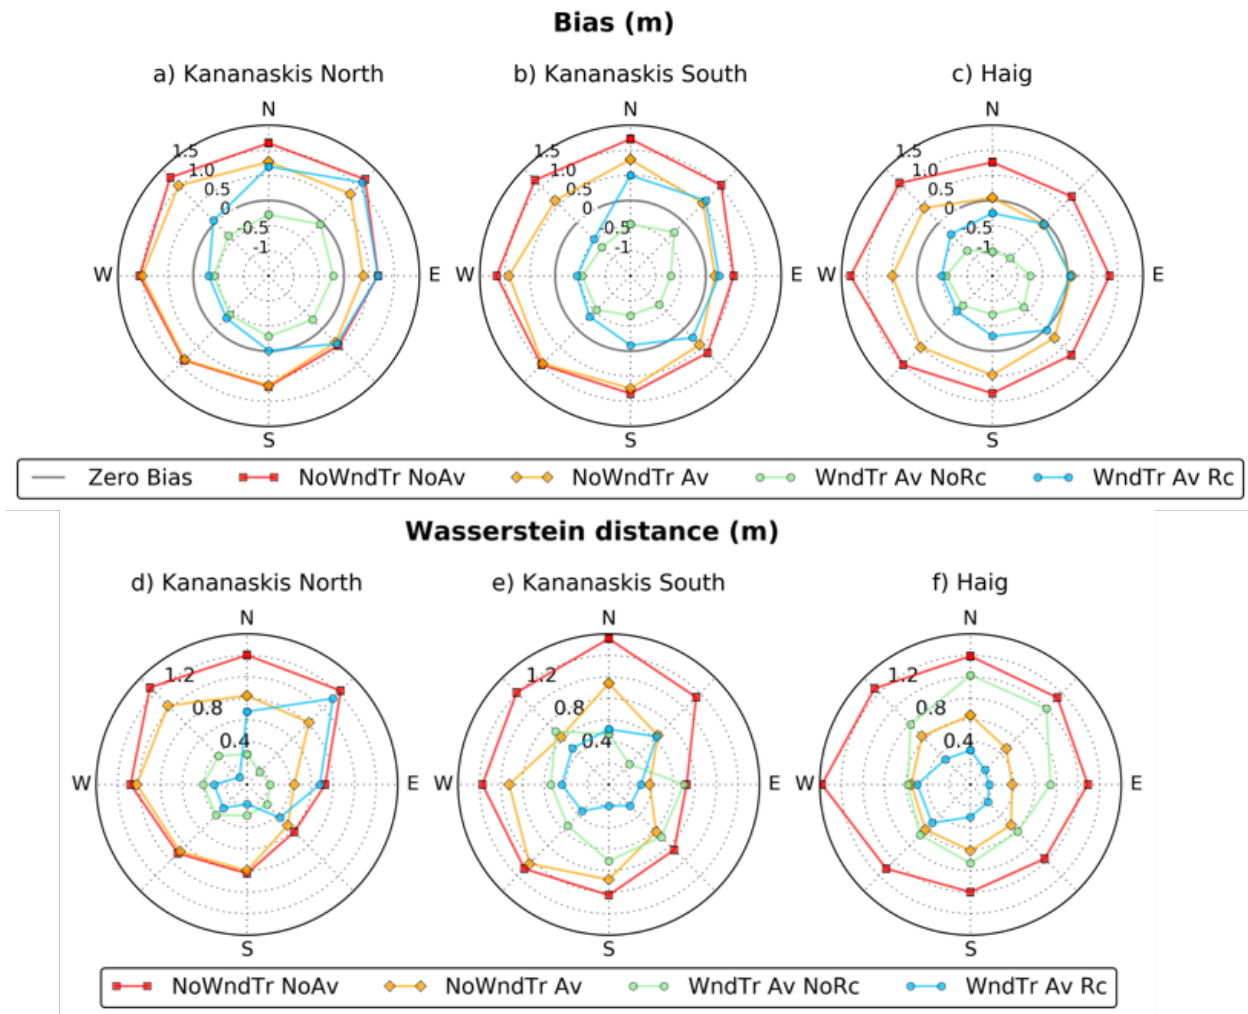 Bias (m)
a) Kananaskis North
b) Kananaskis South
c) Haig
N
1.5
1.0
0.5
0
-0.5
-1
W
E
S
N
1.5
1.0
0.5
0
-0.5
-1
W
E
S
N
1.5
1.0
0.5
0
-0.5
-1
W
E
S
Zero Bias NoWndTr NoAv NoWndTr Av WndTr Av NoRc WndTr Av Rc
Wasserstein distance (m)
d) Kananaskis North
e) Kananaskis South
f) Haig
N
1.2
0.8
0.4
W
E
S
N
1.2
0.8
0.4
W
E
S
N
1.2
0.8
0.4
W
E
S
NoWndTr NoAv NoWndTr Av WndTr Av NoRc WndTr Av Rc